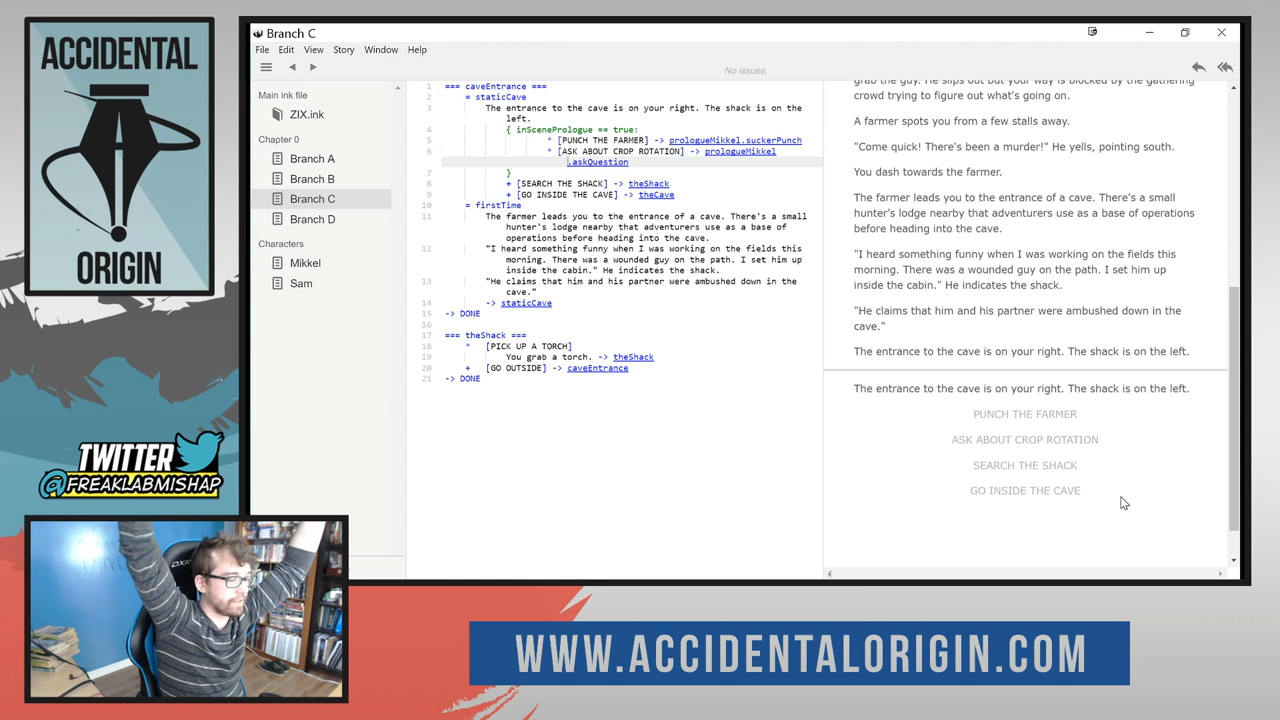 ACCIDENTAL
ORIGIN
TWITTER
@FREAKLABMISHAP
Branch C
File Edit View Story Window Help
No issues.
Main ink file
ZIX.ink
Chapter 0
Branch A
Branch B
Branch C
Branch D
Characters
Mikkel
Sam
1 === caveEntrance ===
2 = staticCave
3 The entrance to the cave is on your right. The shack is on the
left.
4 { inScenePrologue == true:
5 * [PUNCH THE FARMER] -> prologueMikkel.suckerPunch
6 * [ASK ABOUT CROP ROTATION] -> prologueMikkel
.askQuestion
7 }
8 + [SEARCH THE SHACK] -> theShack
9 + [GO INSIDE THE CAVE] -> theCave
10 = firstTime
11 The farmer leads you to the entrance of a cave. There's a small
hunter's lodge nearby that adventurers use as a base of
operations before heading into the cave.
12 "I heard something funny when I was working on the fields this
morning. There was a wounded guy on the path. I set him up
inside the cabin." He indicates the shack.
13 "He claims that him and his partner were ambushed down in the
cave."
14 -> staticCave
15 -> DONE
16
17 === theShack ===
18 * [PICK UP A TORCH]
19 You grab a torch. -> theShack
20 + [GO OUTSIDE] -> caveEntrance
21 -> DONE
grab the guy. He slips out but your way is blocked by the gathering
crowd trying to figure out what's going on.
A farmer spots you from a few stalls away.
"Come quick! There's been a murder!" He yells, pointing south.
You dash towards the farmer.
The farmer leads you to the entrance of a cave. There's a small
hunter's lodge nearby that adventurers use as a base of operations
before heading into the cave.
"I heard something funny when I was working on the fields this
morning. There was a wounded guy on the path. I set him up
inside the cabin." He indicates the shack.
"He claims that him and his partner were ambushed down in the
cave."
The entrance to the cave is on your right. The shack is on the left.
The entrance to the cave is on your right. The shack is on the left.
PUNCH THE FARMER
ASK ABOUT CROP ROTATION
SEARCH THE SHACK
GO INSIDE THE CAVE
WWW.ACCIDENTALORIGIN.COM